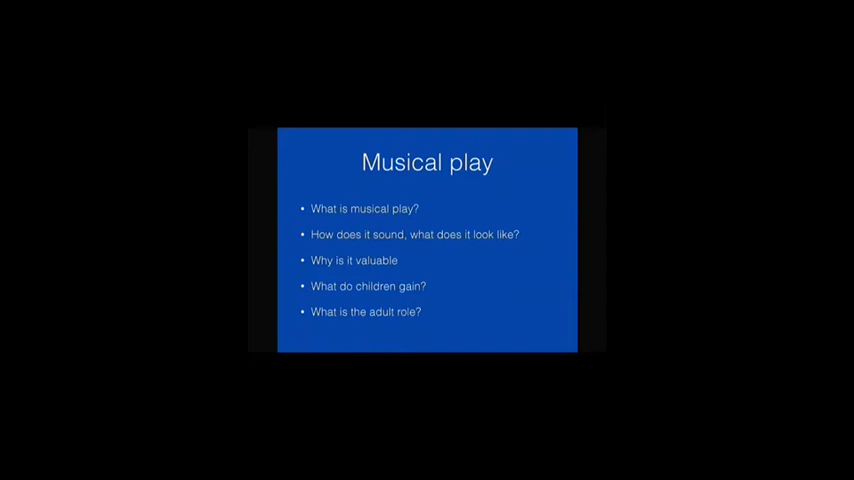 Musical play
• What is musical play?
• How does it sound, what does it look like?
• Why is it valuable
• What do children gain?
• What is the adult role?